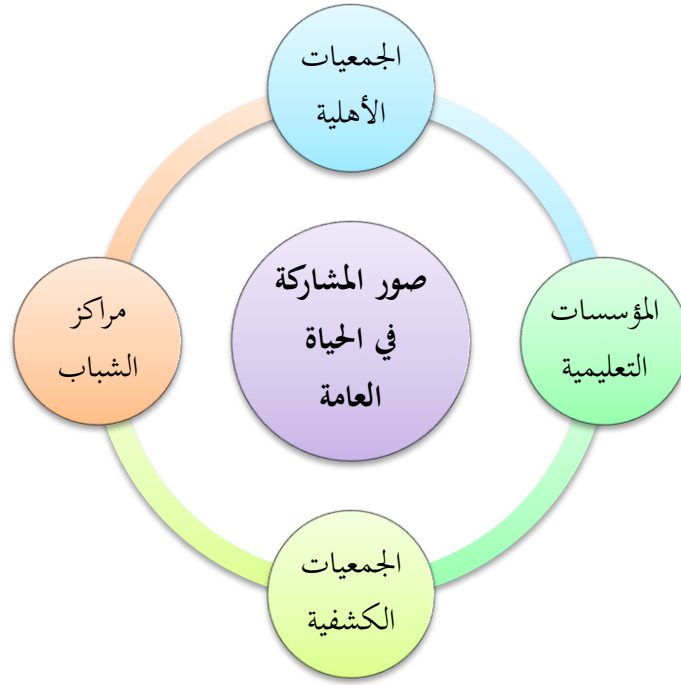 الجمعيات
الأهلية
صور المشاركة
في الحياة
العامة
المؤسسات
التعليمية
مراكز
الشباب
الجمعيات
الكشفية